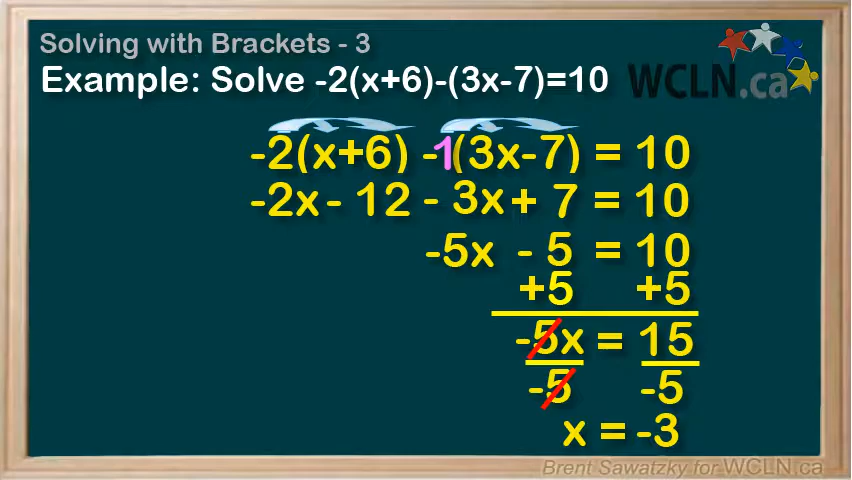 Solving with Brackets - 3
Example: Solve -2(x+6)-(3x-7)=10
WCLN.ca
-2(x+6) -1(3x-7) = 10
-2x - 12 - 3x + 7 = 10
-5x - 5 = 10
+5 +5
-5x = 15
-5 -5
x = -3
Brent Sawatzky for WCLN.ca